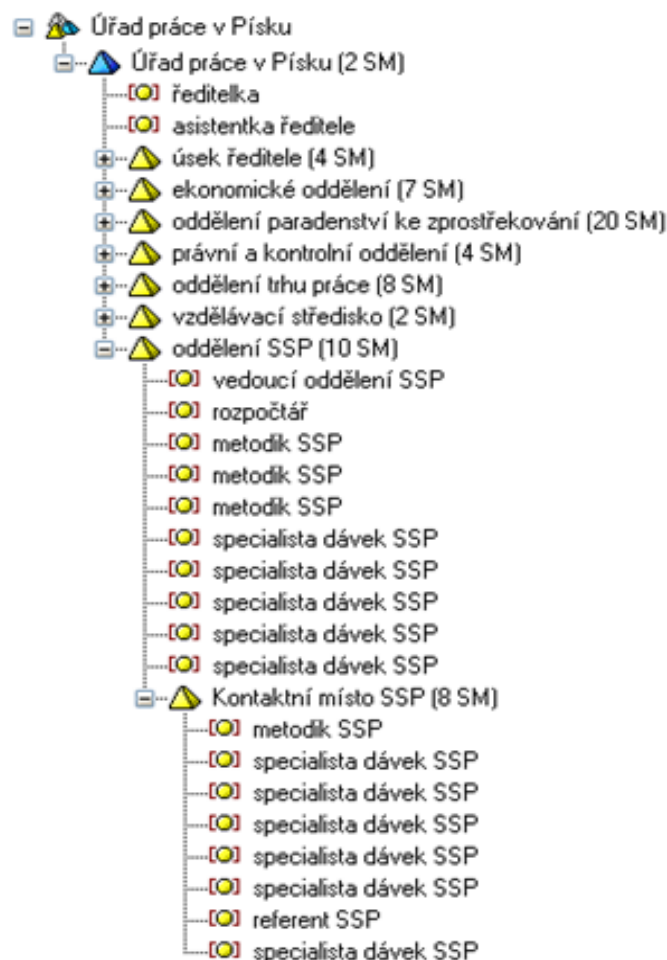 Úřad práce v Písku
Úřad práce v Písku (2 SM)
ředitelka
asistentka ředitele
úsek ředitele (4 SM)
ekonomické oddělení (7 SM)
oddělení paradenství ke zprostřekování (20 SM)
právní a kontrolní oddělení (4 SM)
oddělení trhu práce (8 SM)
vzdělávací středisko (2 SM)
oddělení SSP (10 SM)
vedoucí oddělení SSP
rozpočtář
metodik SSP
metodik SSP
metodik SSP
specialista dávek SSP
specialista dávek SSP
specialista dávek SSP
specialista dávek SSP
specialista dávek SSP
Kontaktní místo SSP (8 SM)
metodik SSP
specialista dávek SSP
specialista dávek SSP
specialista dávek SSP
specialista dávek SSP
specialista dávek SSP
referent SSP
specialista dávek SSP